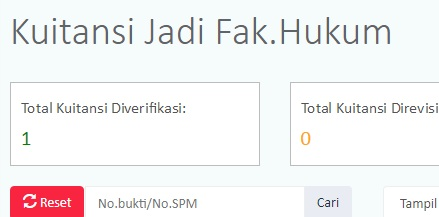 Kuitansi Jadi Fak.Hukum
Total Kuitansi Diverifikasi:
1
Total Kuitansi Direvisi
0
Reset
No.bukti/No.SPM
Cari
Tampil